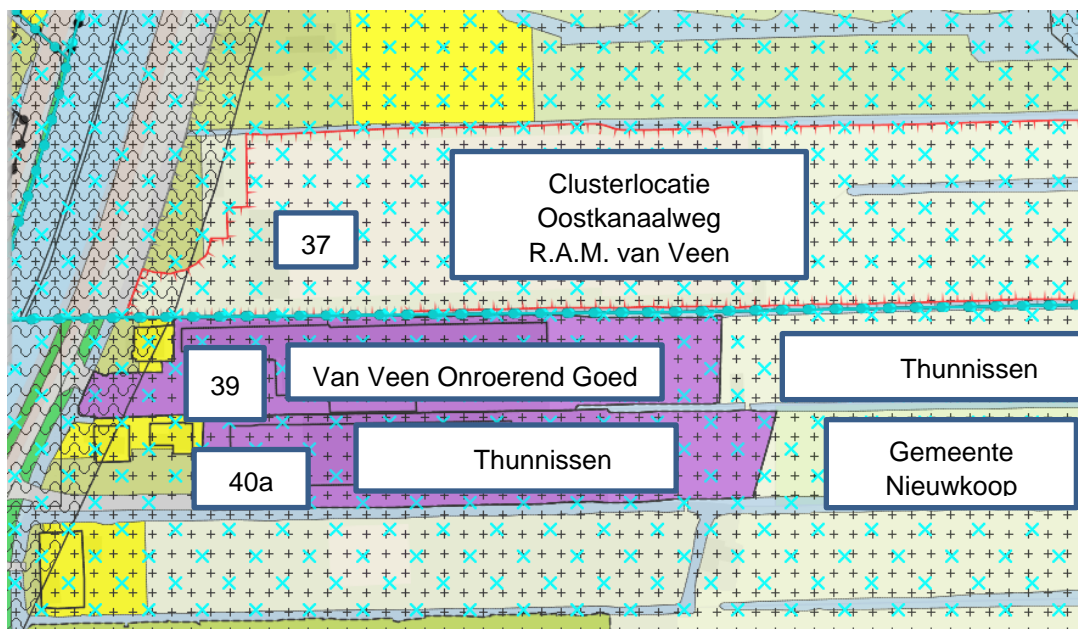 Clusterlocatie
Oostkanaalweg
R.A.M. van Veen
37
39
Van Veen Onroerend Goed
Thunnissen
40a
Thunnissen
Gemeente
Nieuwkoop